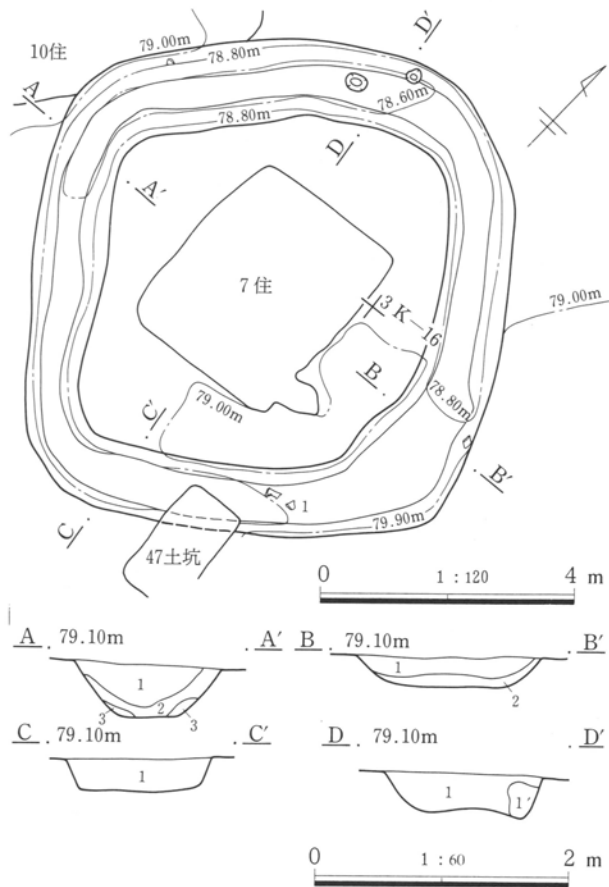 10住
79.00m
78.80m
D′
A
78.60m
78.80m
D
A′
7住
3K—16
79.00m
B
79.00m
78.80m
C′
B′
1
C
79.90m
47土坑
0 1：120 4 m
A 79.10m A′ B 79.10m B′
1 1
3 2 3 2
C 79.10m C′ D 79.10m D′
1 1 1′
0 1：60 2 m